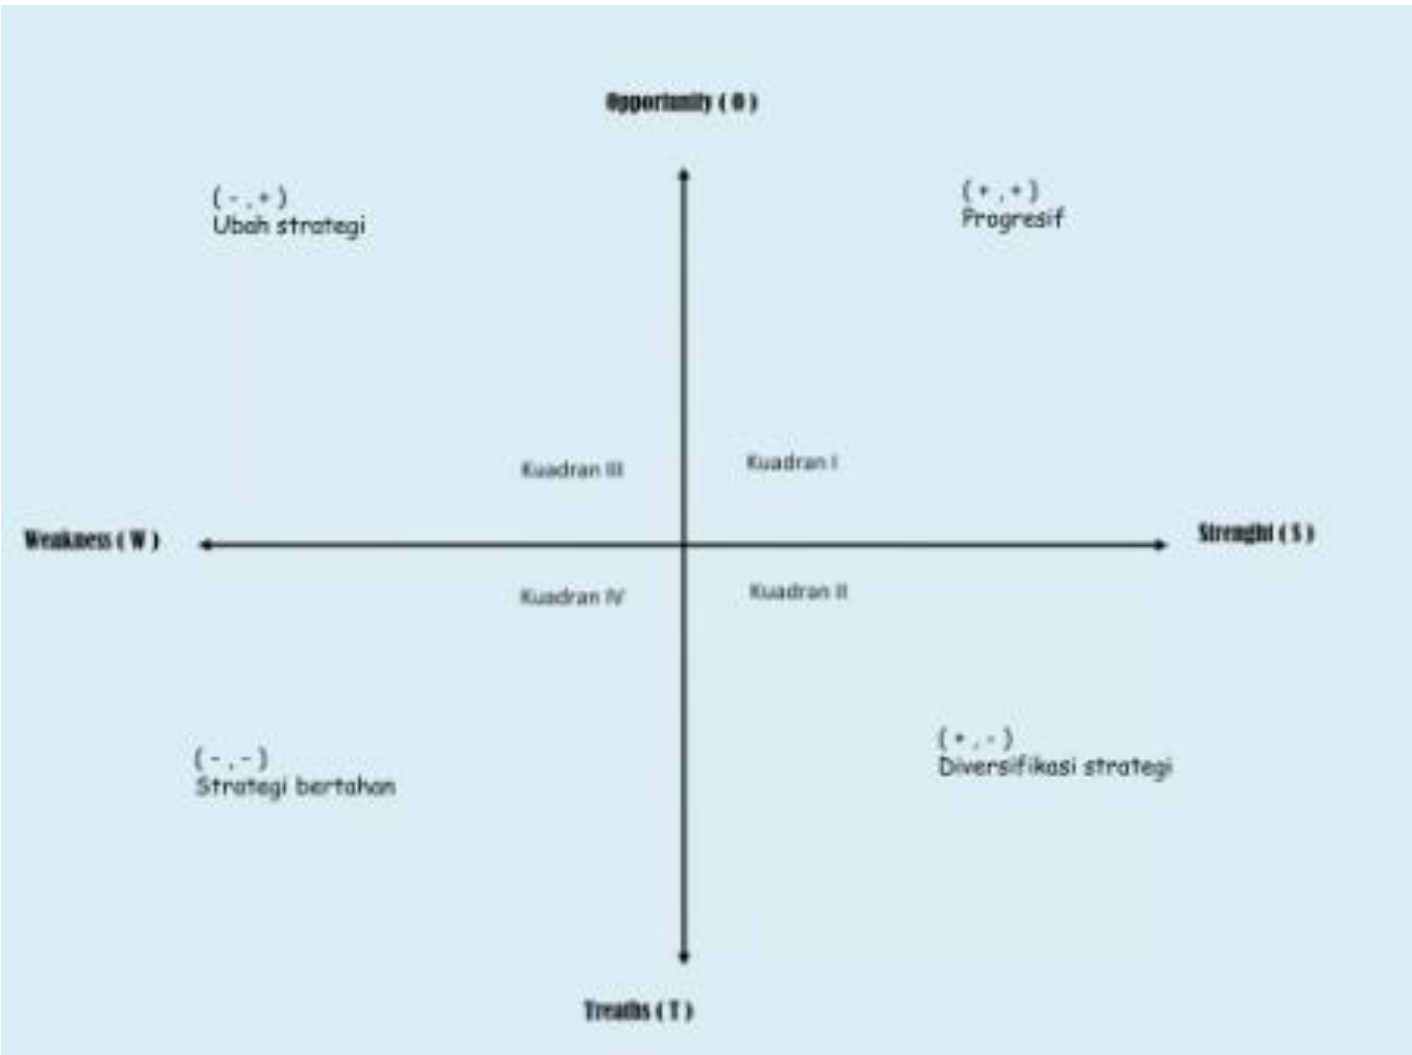 Opportunity ( O )
( - , + )
Ubah strategi
( + , + )
Progresif
Kuadran III
Kuadran I
Weakness ( W )
Strenght ( S )
Kuadran IV
Kuadran II
( - , - )
Strategi bertahan
( + , - )
Diversifikasi strategi
Treaths ( T )